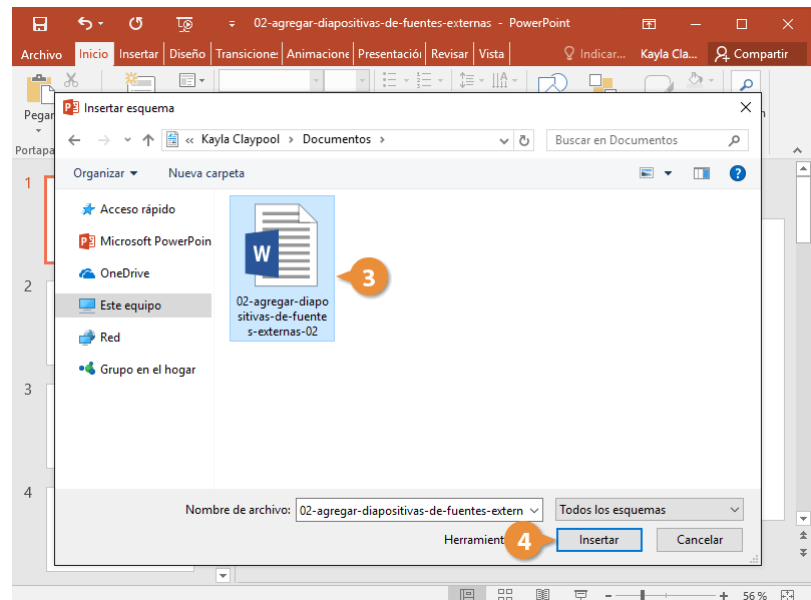 02-agregar-diapositivas-de-fuentes-externas - PowerPoint
Archivo Inicio Insertar Diseño Transicione: Animacione Presentació Revisar Vista Indicar... Kayla Cla... Compartir
Pegar
Portapa
Insertar esquema
« Kayla Claypool > Documentos > Buscar en Documentos
Organizar Nueva carpeta
Acceso rápido
Microsoft PowerPoin
OneDrive
Este equipo
Red
Grupo en el hogar
W
02-agregar-diapo
sitivas-de-fuente
s-externas-02
3
1
2
3
4
Nombre de archivo: 02-agregar-diapositivas-de-fuentes-extern Todos los esquemas
Herramient 4 Insertar Cancelar
56 %